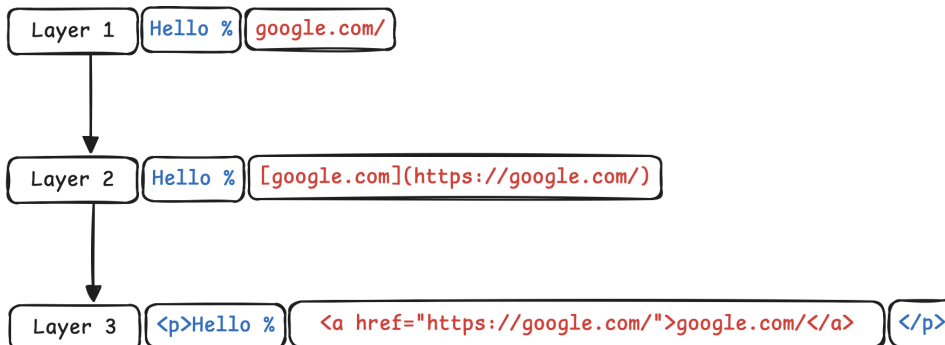 Layer 1 Hello % google.com/
Layer 2 Hello % [google.com](https://google.com/)
Layer 3 <p>Hello % <a href="https://google.com/">google.com/</a> </p>